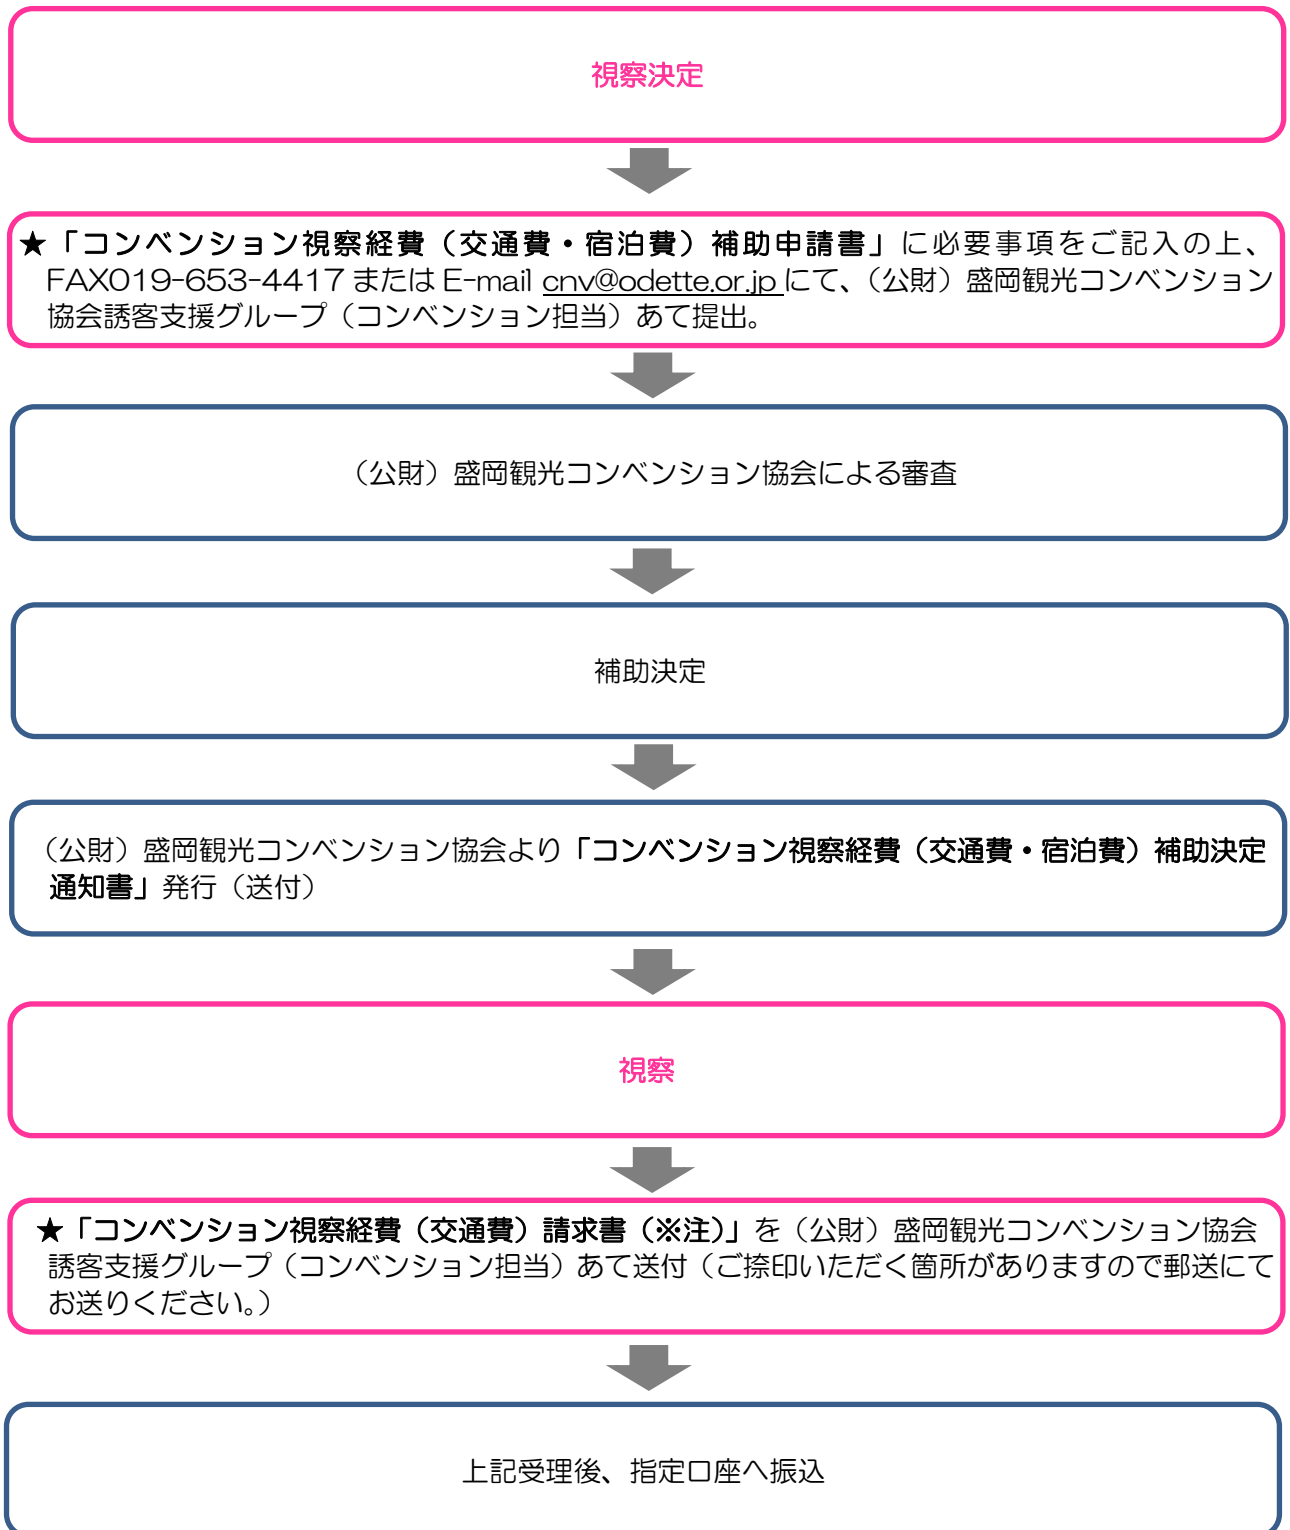 視察決定
★「コンベンション視察経費（交通費・宿泊費）補助申請書」に必要事項をご記入の上、
FAX019-653-4417 または E-mail cnv@odette.or.jp にて、（公財）盛岡観光コンベンション
協会誘客支援グループ（コンベンション担当）あて提出。
（公財）盛岡観光コンベンション協会による審査
補助決定
（公財）盛岡観光コンベンション協会より「コンベンション視察経費（交通費・宿泊費）補助決定
通知書」発行（送付）
視察
★「コンベンション視察経費（交通費）請求書（※注）」を（公財）盛岡観光コンベンション協会
誘客支援グループ（コンベンション担当）あて送付（ご捺印いただく箇所がありますので郵送にて
お送りください。）
上記受理後、指定口座へ振込